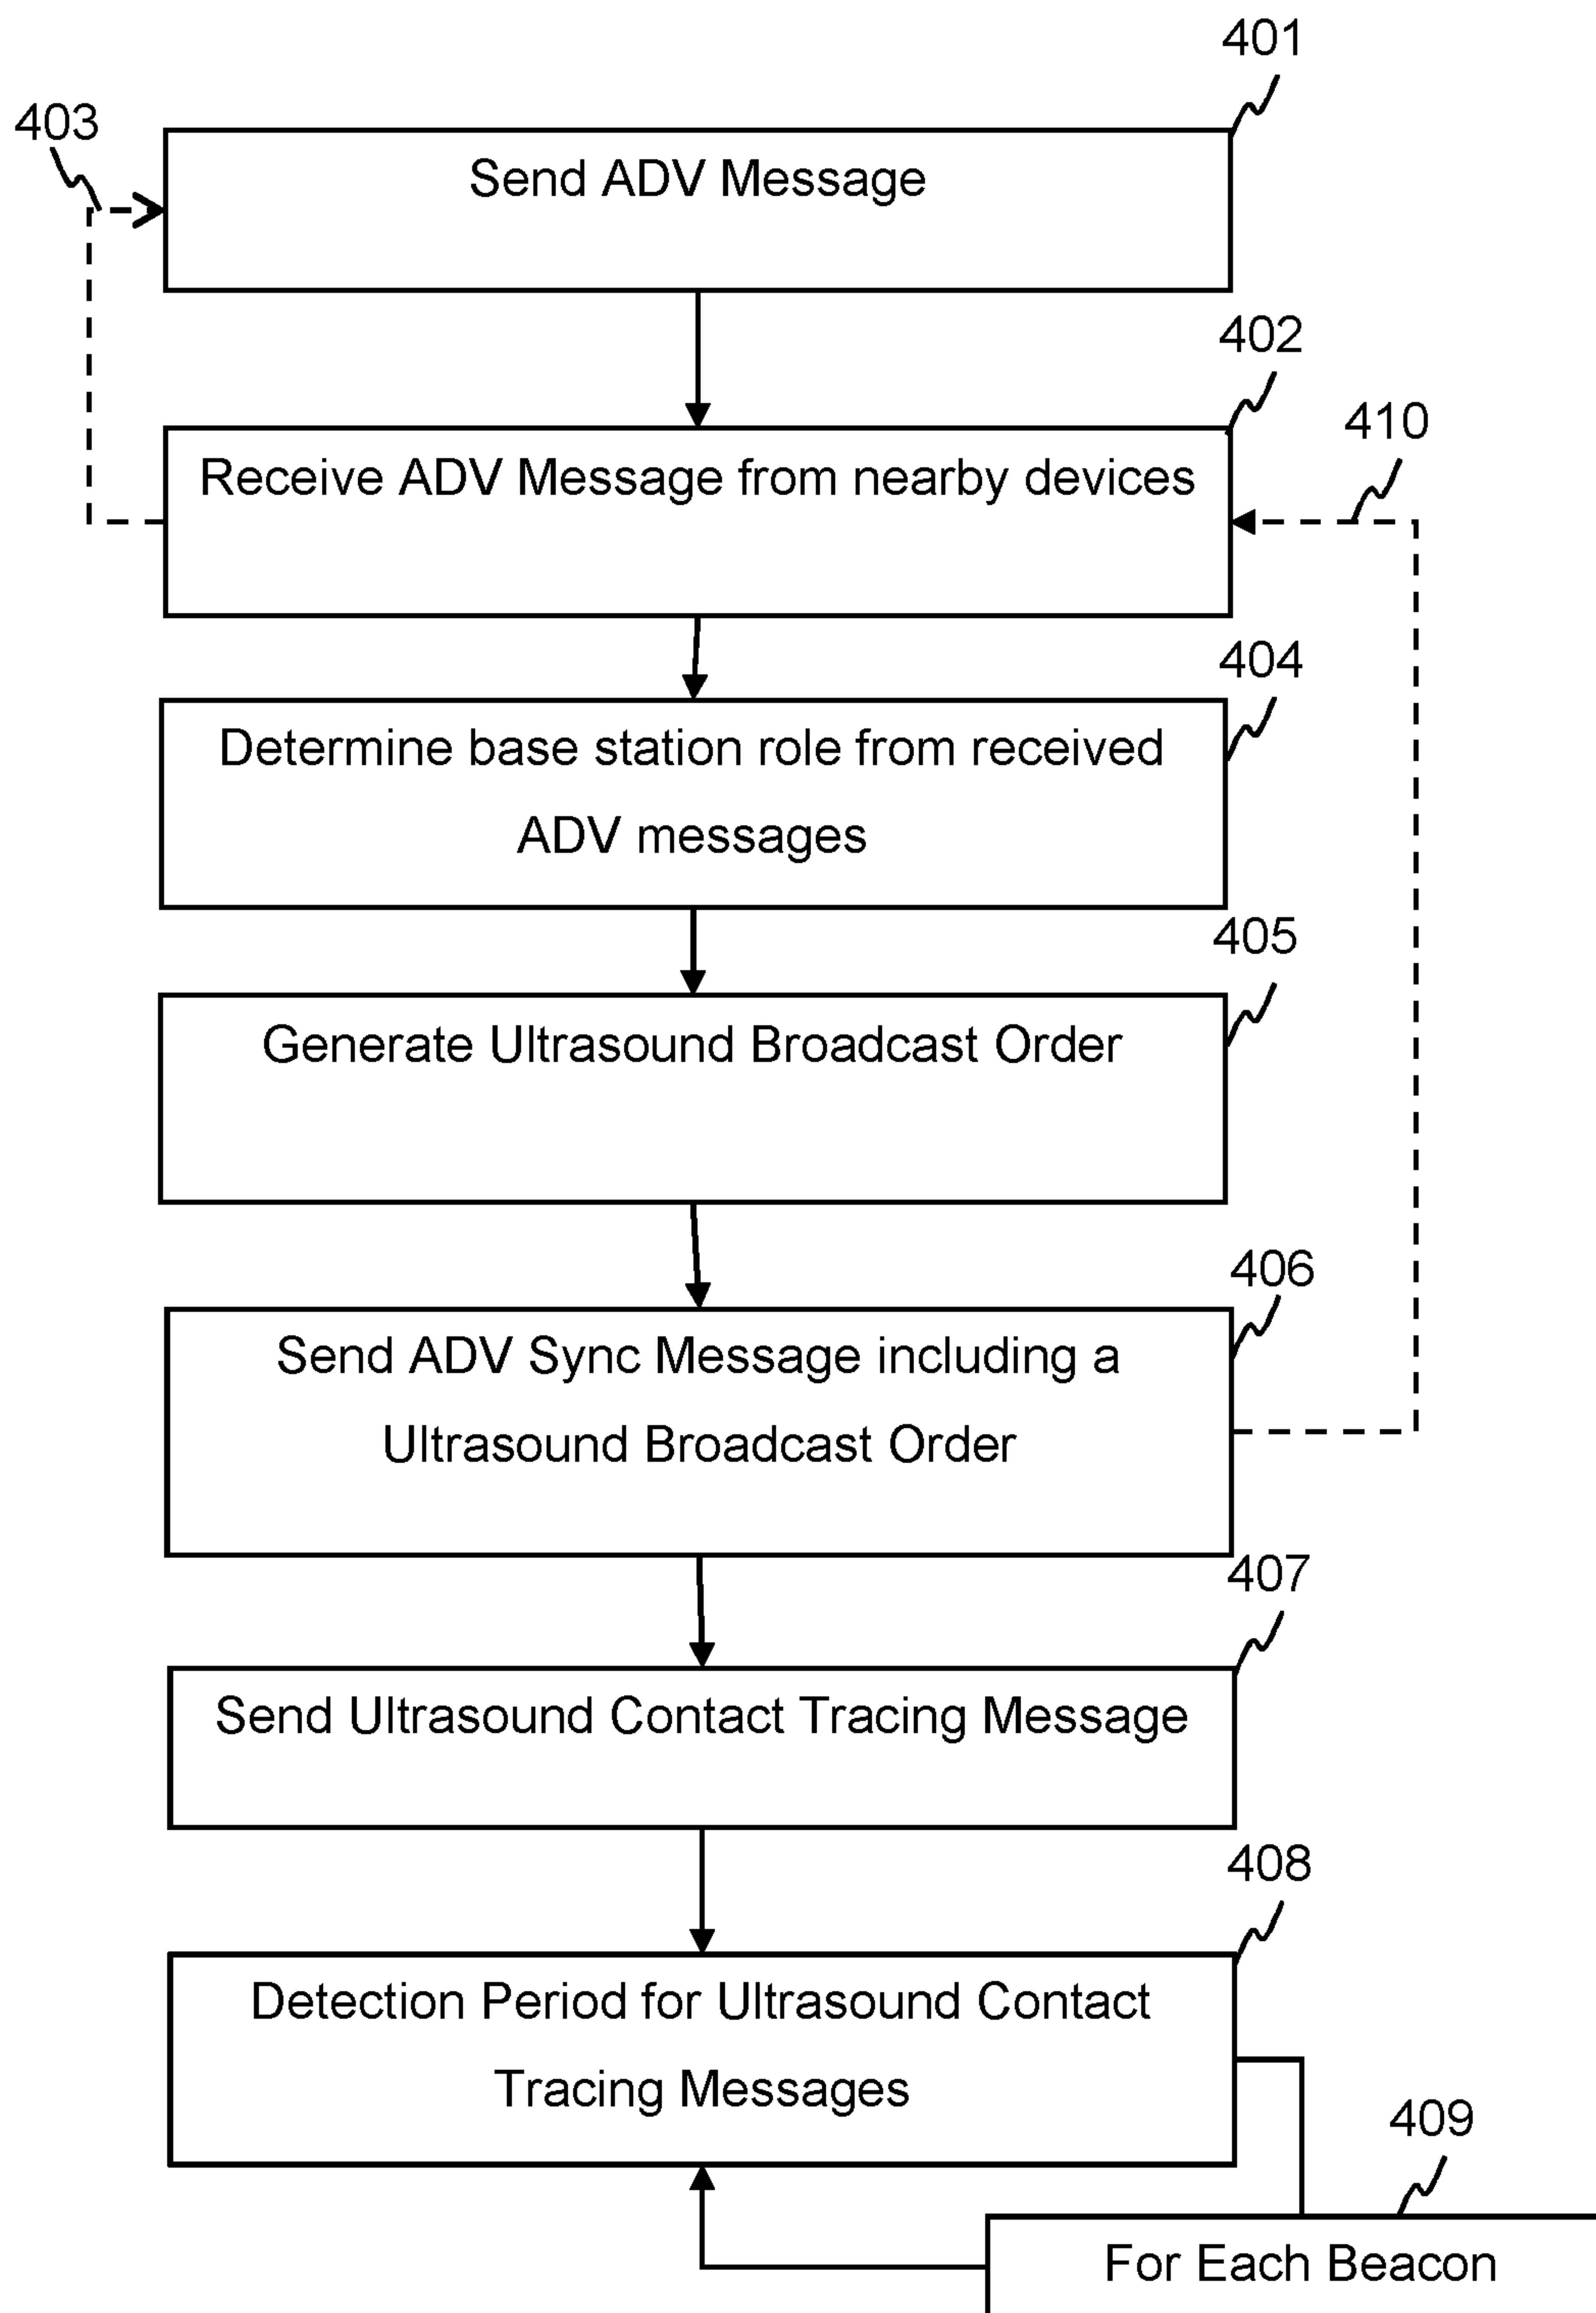 401
403
Send ADV Message
402
410
Receive ADV Message from nearby devices
404
Determine base station role from received
ADV messages
405
Generate Ultrasound Broadcast Order
406
Send ADV Sync Message including a
Ultrasound Broadcast Order
407
Send Ultrasound Contact Tracing Message
408
Detection Period for Ultrasound Contact
Tracing Messages
409
For Each Beacon